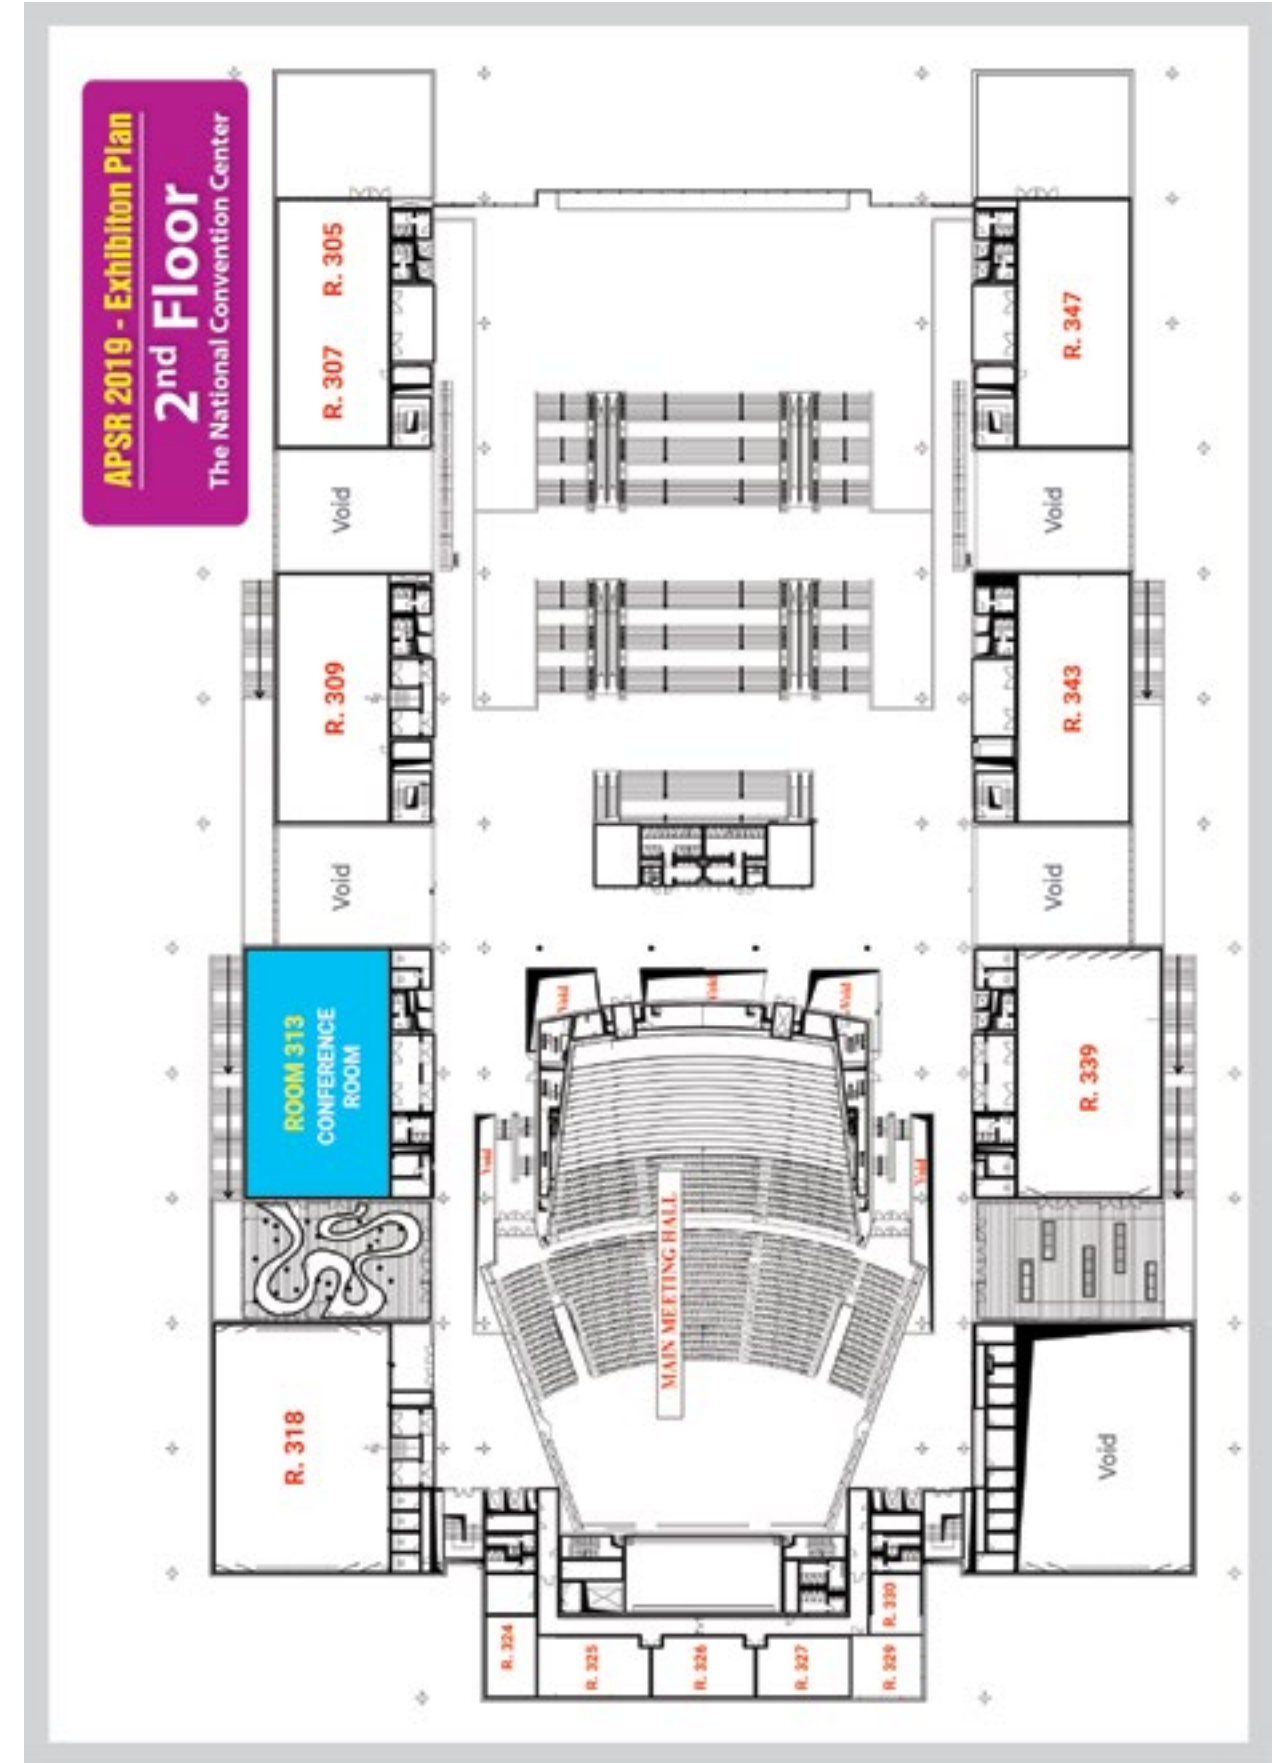 APSR 2019 - Exhibiton Plan
2nd Floor
The National Convention Center
R. 305
R. 307
R. 347
Void
Void
R. 309
R. 343
Void
Void
Void
Void
Void
ROOM 313
CONFERENCE
ROOM
R. 339
Void
Void
MAIN MEETING HALL
R. 318
Void
R. 324
R. 325
R. 326
R. 327
R. 329
R. 330